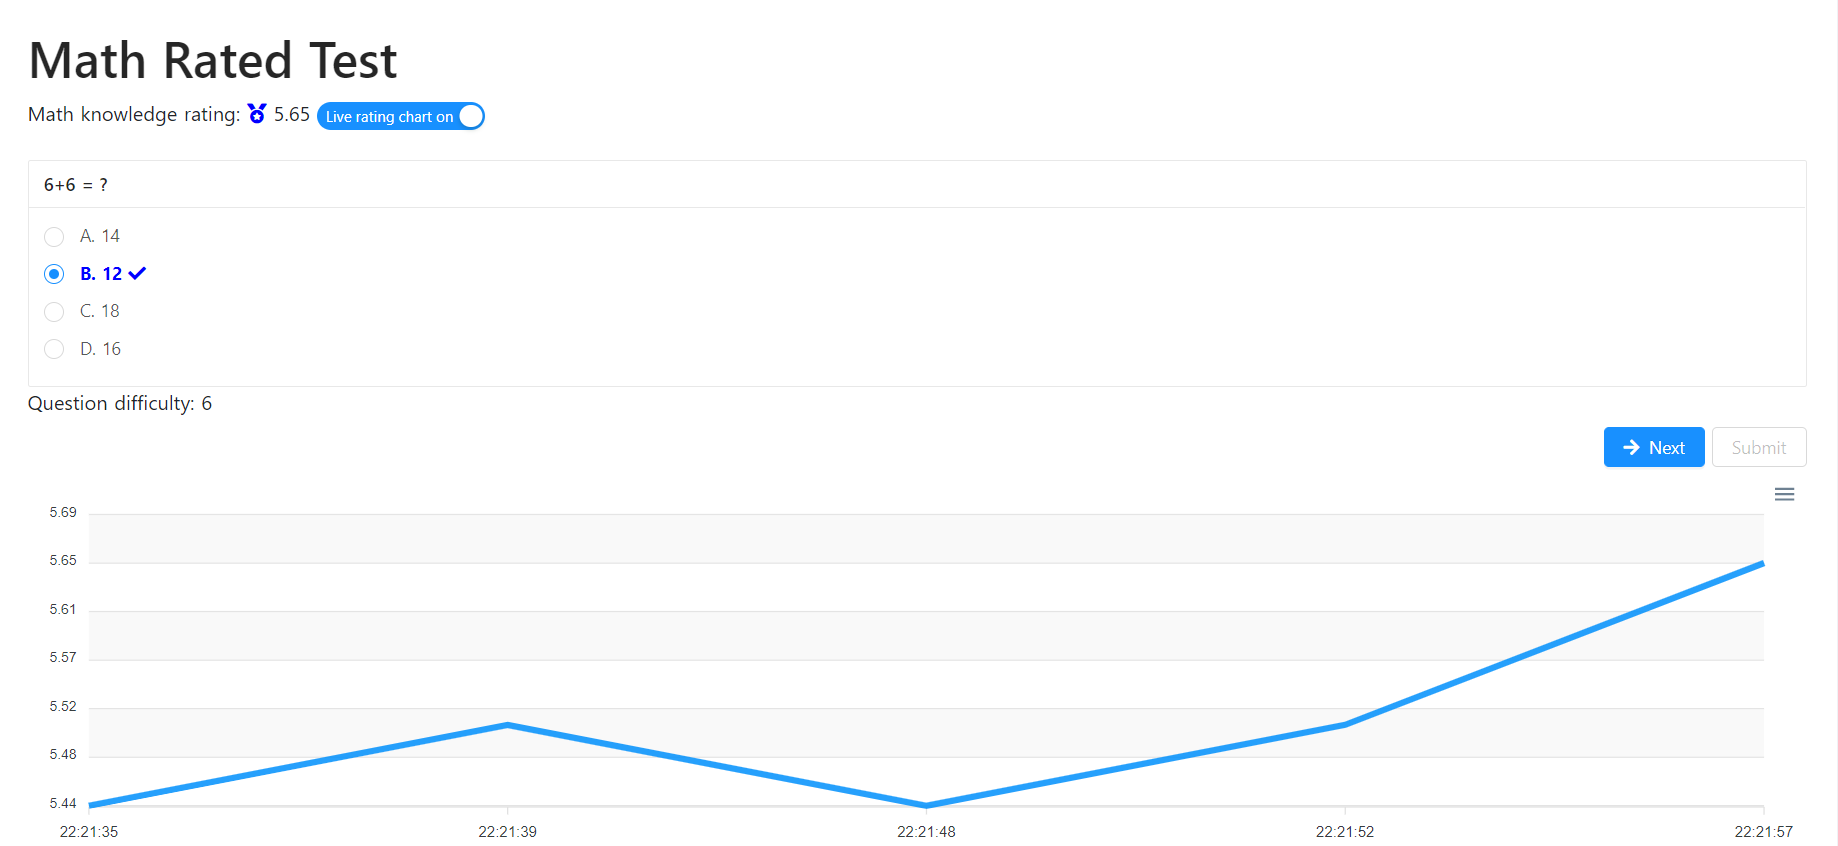 Math Rated Test
Math knowledge rating: 5.65 Live rating chart on
6+6 = ?
A. 14
B. 12
C. 18
D. 16
Question difficulty: 6
Next Submit
5.69
5.65
5.61
5.57
5.52
5.48
5.44
22:21:35 22:21:39 22:21:48 22:21:52 22:21:57